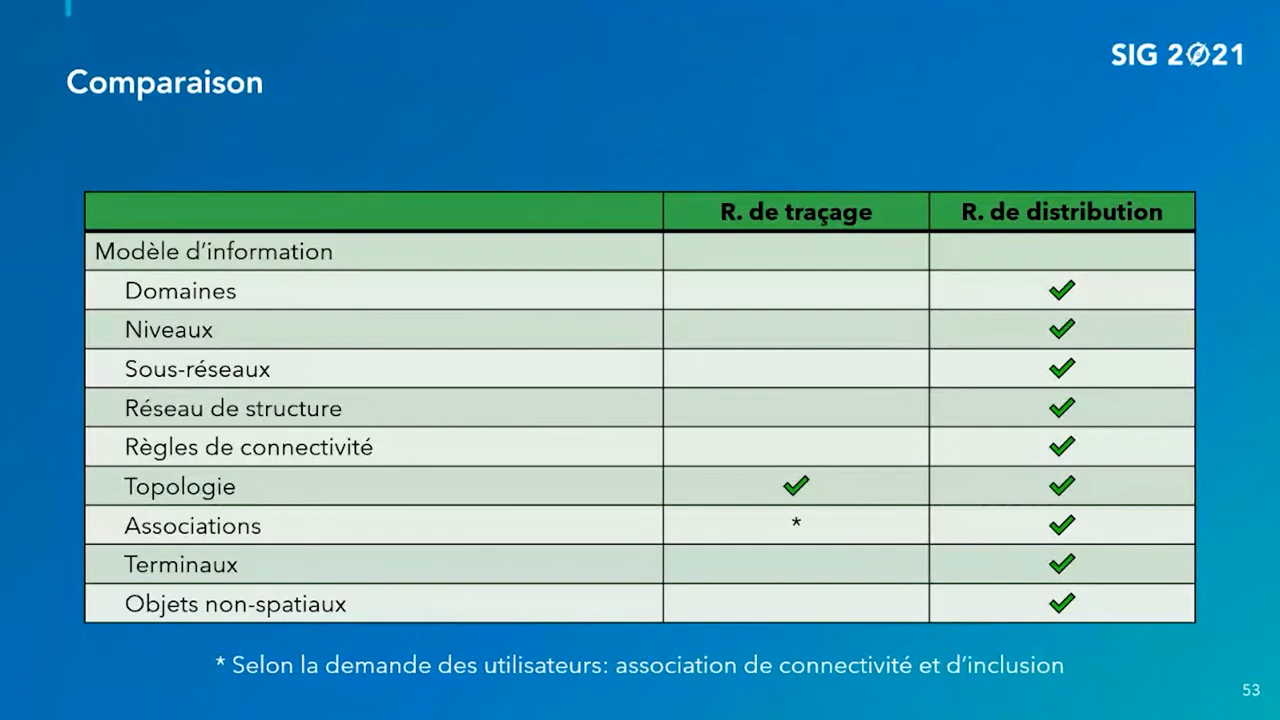 SIG 2021
Comparaison
R. de traçage R. de distribution
Modèle d’information
Domaines ✔
Niveaux ✔
Sous-réseaux ✔
Réseau de structure ✔
Règles de connectivité ✔
Topologie ✔ ✔
Associations * ✔
Terminaux ✔
Objets non-spatiaux ✔
* Selon la demande des utilisateurs: association de connectivité et d’inclusion
53